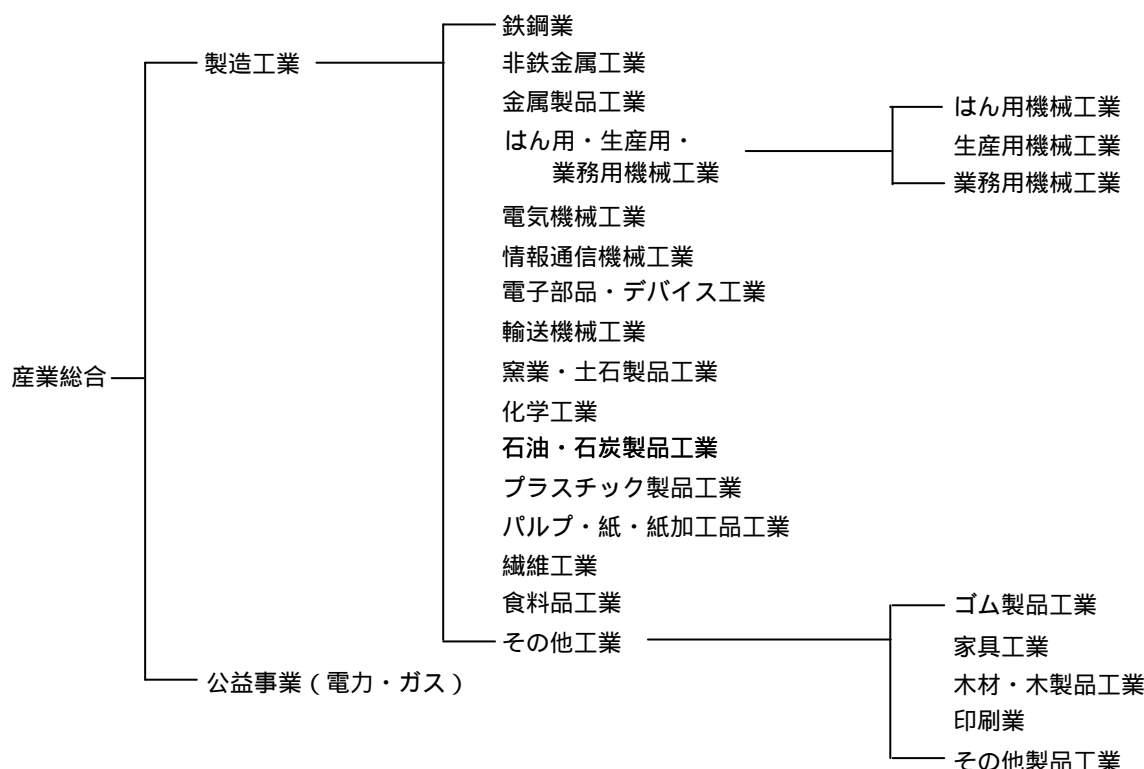 産業総合
製造工業
公益事業(電力・ガス)
鉄鋼業
非鉄金属工業
金属製品工業
はん用・生産用・
業務用機械工業
電気機械工業
情報通信機械工業
電子部品・デバイス工業
輸送機械工業
窯業・土石製品工業
化学工業
石油・石炭製品工業
プラスチック製品工業
パルプ・紙・紙加工品工業
繊維工業
食料品工業
その他工業
はん用機械工業
生産用機械工業
業務用機械工業
ゴム製品工業
家具工業
木材・木製品工業
印刷業
その他製品工業